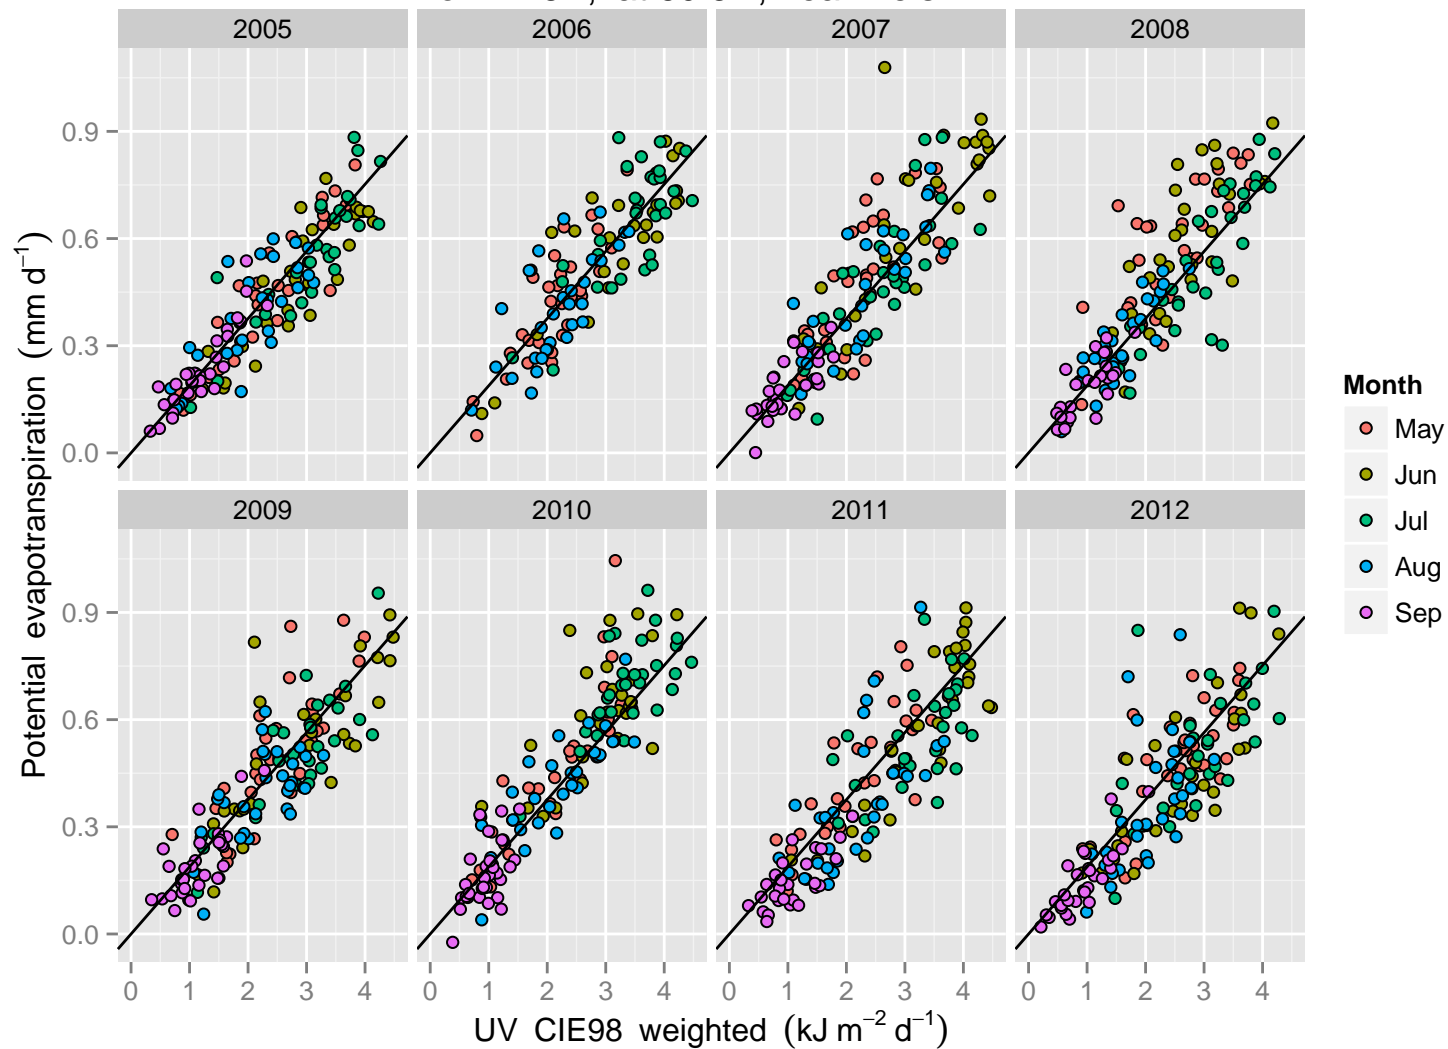 2005 2006 2007 2008
0.9
0.6
0.3
0.0
2009 2010 2011 2012
0.9
0.6
0.3
0.0
0 1 2 3 4 0 1 2 3 4 0 1 2 3 4 0 1 2 3 4
UV CIE98 weighted (kJ m⁻² d⁻¹)
Potential evapotranspiration (mm d⁻¹)
Month
May
Jun
Jul
Aug
Sep